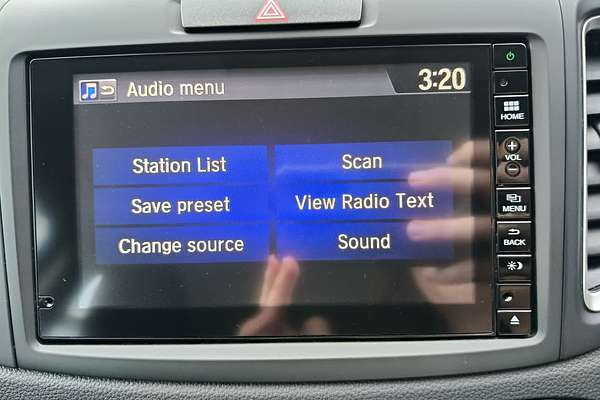 Audio menu
3:20
Station List
Scan
Save preset
View Radio Text
Change source
Sound
HOME
+
VOL
−
MENU
BACK